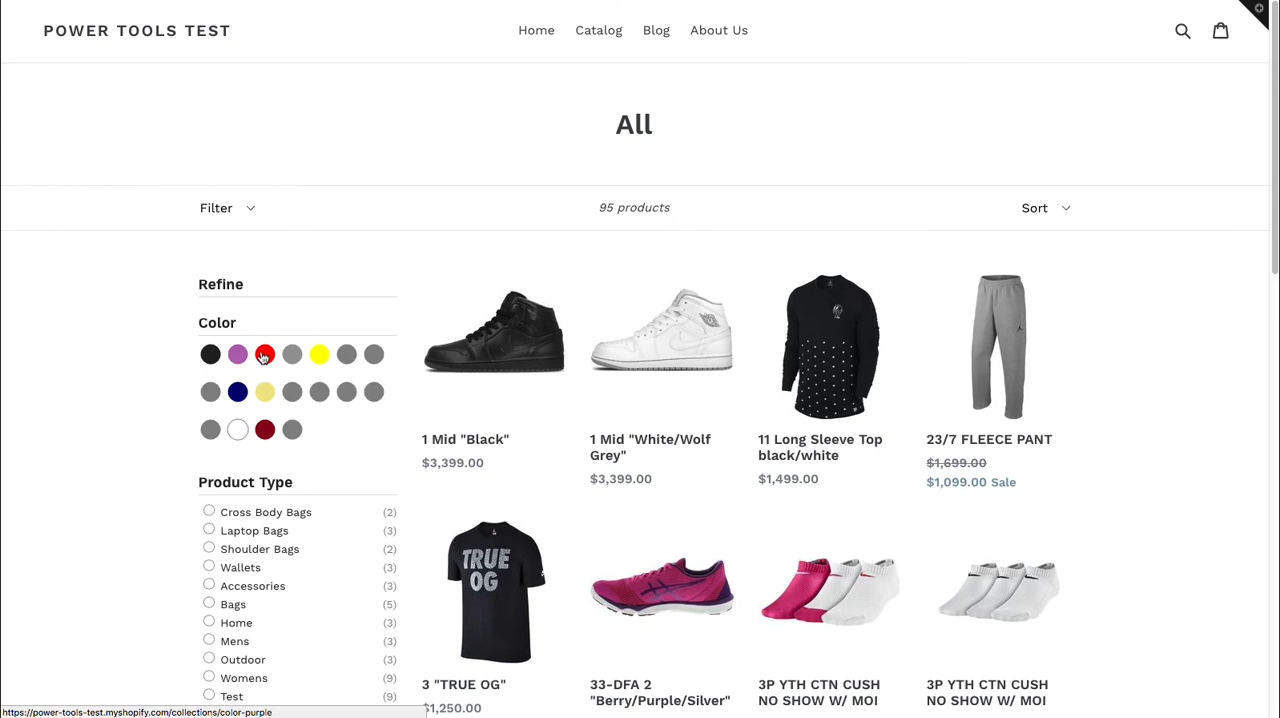 POWER TOOLS TEST
Home Catalog Blog About Us
All
Filter
95 products
Sort
Refine
Color
Product Type
Cross Body Bags (2)
Laptop Bags (3)
Shoulder Bags (2)
Wallets (3)
Accessories (3)
Bags (5)
Home (3)
Mens (3)
Outdoor (3)
Womens (9)
Test (9)
1 Mid "Black"
$3,399.00
1 Mid "White/Wolf
Grey"
$3,399.00
11 Long Sleeve Top
black/white
$1,499.00
23/7 FLEECE PANT
$1,699.00
$1,099.00 Sale
TRUE
OG
3 "TRUE OG"
$1,250.00
33-DFA 2
"Berry/Purple/Silver"
3P YTH CTN CUSH
NO SHOW W/ MOI
3P YTH CTN CUSH
NO SHOW W/ MOI
https://power-tools-test.myshopify.com/collections/color-purple